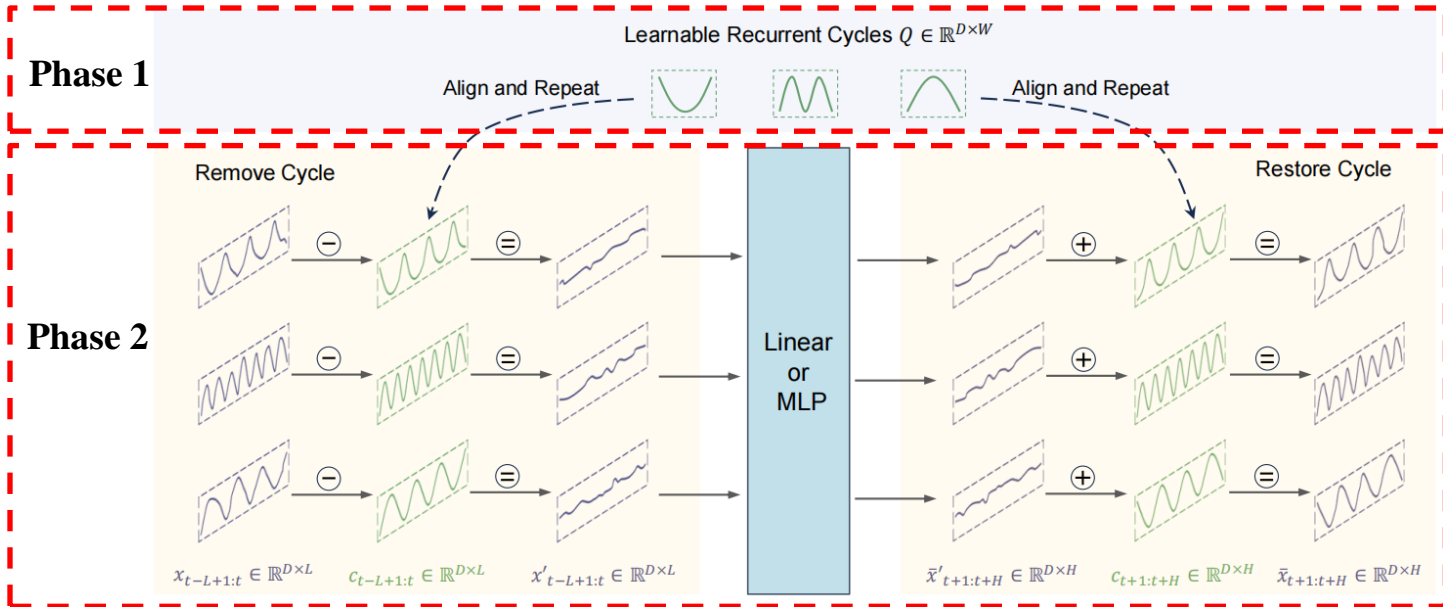 Phase 1
Learnable Recurrent Cycles 𝑄 ∈ ℝ^{D×W}
Align and Repeat
Align and Repeat
Phase 2
Remove Cycle
Restore Cycle
− = + =
− = + =
− = + =
Linear
or
MLP
x_{t−L+1:t} ∈ ℝ^{D×L}
c_{t−L+1:t} ∈ ℝ^{D×L}
x′_{t−L+1:t} ∈ ℝ^{D×L}
x̄′_{t+1:t+H} ∈ ℝ^{D×H}
c_{t+1:t+H} ∈ ℝ^{D×H}
x̄_{t+1:t+H} ∈ ℝ^{D×H}